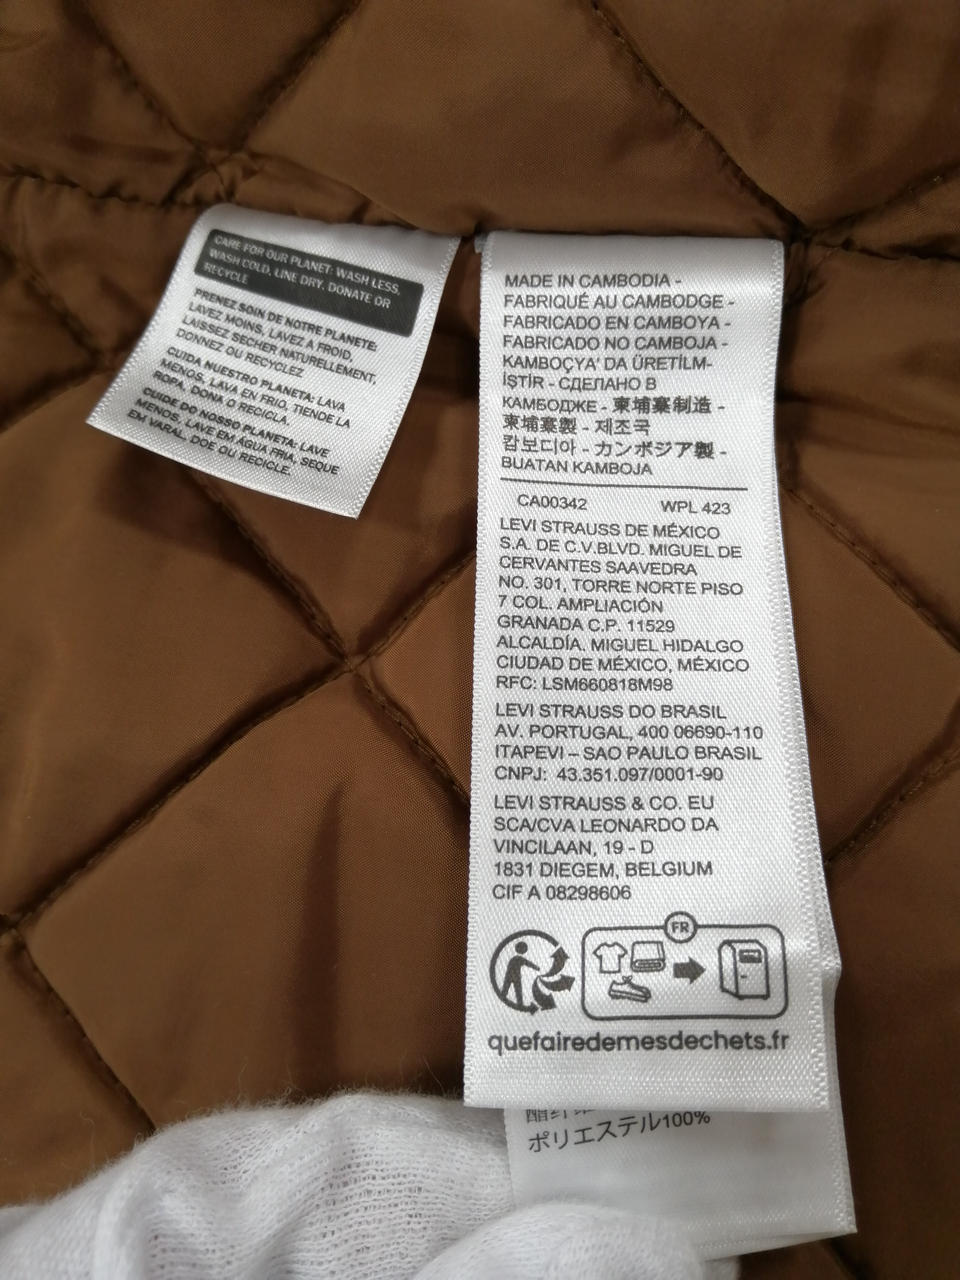 CARE FOR OUR PLANET: WASH LESS,
WASH COLD, LINE DRY, DONATE OR
RECYCLE
PRENEZ SOIN DE NOTRE PLANETE:
LAVEZ MOINS, LAVEZ A FROID,
LAISSEZ SECHER NATURELLEMENT,
DONNEZ OU RECYCLEZ
CUIDA NUESTRO PLANETA: LAVA
MENOS, LAVA EN FRIO, TIENDE LA
ROPA, DONA O RECICLA.
CUIDE DO NOSSO PLANETA: LAVE
MENOS, LAVE EM AGUA FRIA, SEQUE
EM VARAL, DOE OU RECICLE.
MADE IN CAMBODIA -
FABRIQUÉ AU CAMBODGE -
FABRICADO EN CAMBOYA -
FABRICADO NO CAMBOJA -
KAMBOÇYA' DA ÜRETİLM-
İŞTİR - СДЕЛАНО В
КАМБОДЖЕ - 柬埔寨制造 -
柬埔寨製 - 제조국
캄보디아 - カンボジア製 -
BUATAN KAMBOJA
CA00342 WPL 423
LEVI STRAUSS DE MÉXICO
S.A. DE C.V.BLVD. MIGUEL DE
CERVANTES SAAVEDRA
NO. 301, TORRE NORTE PISO
7 COL. AMPLIACIÓN
GRANADA C.P. 11529
ALCALDÍA. MIGUEL HIDALGO
CIUDAD DE MÉXICO, MÉXICO
RFC: LSM660818M98
LEVI STRAUSS DO BRASIL
AV. PORTUGAL, 400 06690-110
ITAPEVI – SAO PAULO BRASIL
CNPJ: 43.351.097/0001-90
LEVI STRAUSS & CO. EU
SCA/CVA LEONARDO DA
VINCILAAN, 19 - D
1831 DIEGEM, BELGIUM
CIF A 08298606
FR
quefairedemesdechets.fr
ポリエステル100%